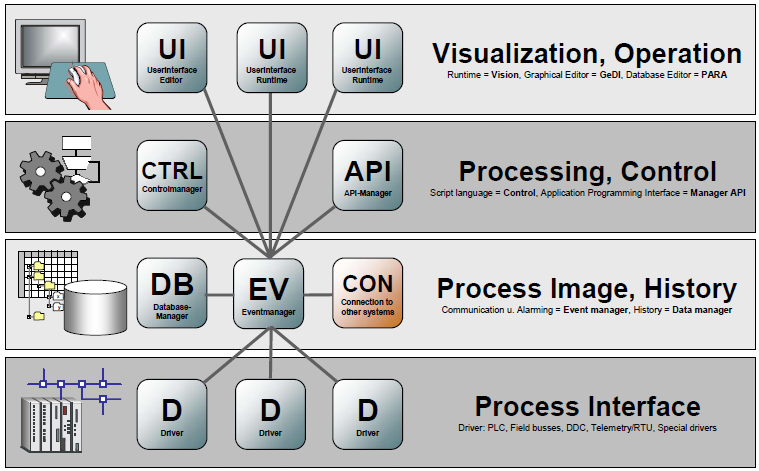 UI
UserInterface
Editor
UI
UserInterface
Runtime
UI
UserInterface
Runtime
Visualization, Operation
Runtime = Vision, Graphical Editor = GeDI, Database Editor = PARA
CTRL
Controlmanager
API
API-Manager
Processing, Control
Script language = Control, Application Programming Interface = Manager API
DB
Database-
Manager
EV
Eventmanager
CON
Connection to
other systems
Process Image, History
Communication u. Alarming = Event manager, History = Data manager
D
Driver
D
Driver
D
Driver
Process Interface
Driver: PLC, Field busses, DDC, Telemetry/RTU, Special drivers